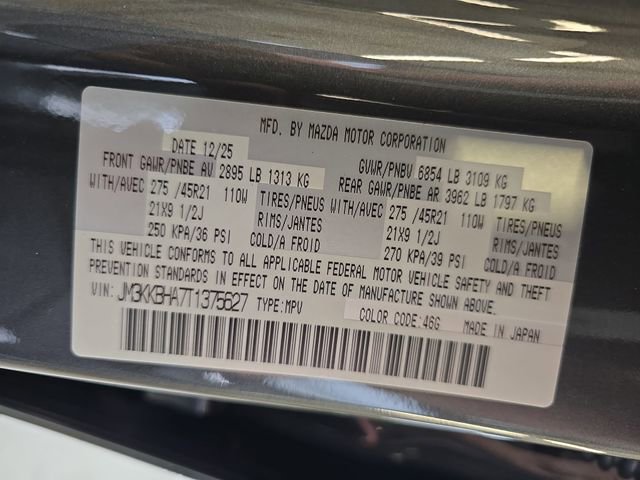 MFD. BY MAZDA MOTOR CORPORATION
DATE 12/25 GVWR/PNBV 6854 LB 3109 KG
FRONT GAWR/PNBE AV 2895 LB 1313 KG REAR GAWR/PNBE AR 3962 LB 1797 KG
WITH/AVEC 275 /45R21 110W TIRES/PNEUS WITH/AVEC 275 /45R21 110W TIRES/PNEUS
21X9 1/2J RIMS/JANTES 21X9 1/2J RIMS/JANTES
250 KPA/36 PSI COLD/A FROID 270 KPA/39 PSI COLD/A FROID
THIS VEHICLE CONFORMS TO ALL APPLICABLE FEDERAL MOTOR VEHICLE SAFETY AND THEFT
PREVENTION STANDARDS IN EFFECT ON THE DATE OF MANUFACTURE SHOWN ABOVE.
VIN: JM3KKBHA7T1375627 TYPE:MPV COLOR CODE:46G MADE IN JAPAN